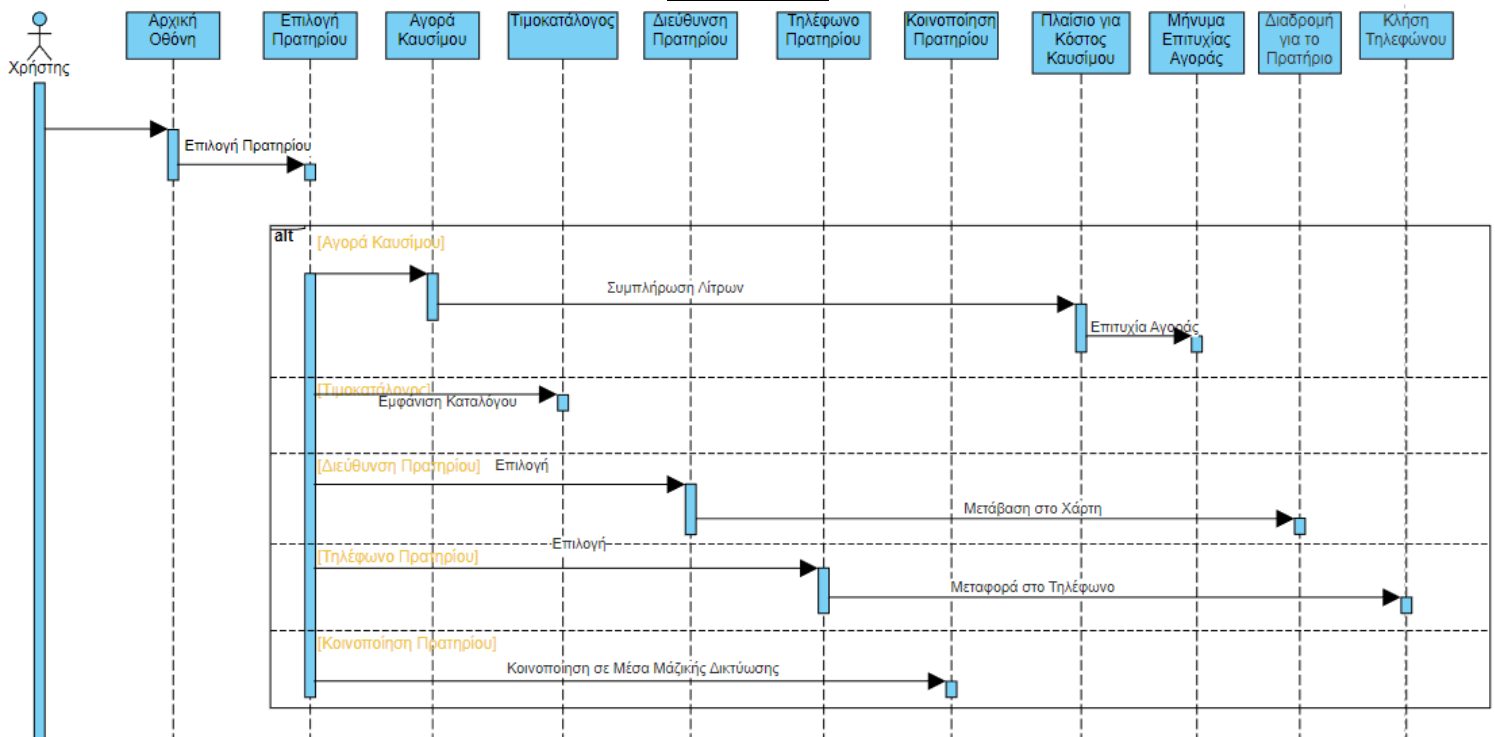 Χρήστης
Αρχική
Οθόνη
Επιλογή
Πρατηρίου
Αγορά
Καυσίμου
Τιμοκατάλογος
Διεύθυνση
Πρατηρίου
Τηλέφωνο
Πρατηρίου
Κοινοποίηση
Πρατηρίου
Πλαίσιο για
Κόστος
Καυσίμου
Μήνυμα
Επιτυχίας
Αγοράς
Διαδρομή
για το
Πρατήριο
Κλήση
Τηλεφώνου
Επιλογή Πρατηρίου
alt
[Αγορά Καυσίμου]
Συμπλήρωση Λίτρων
Επιτυχία Αγοράς
[Τιμοκατάλογος]
Εμφάνιση Καταλόγου
[Διεύθυνση Πρατηρίου]
Επιλογή
Μετάβαση στο Χάρτη
Επιλογή
[Τηλέφωνο Πρατηρίου]
Μεταφορά στο Τηλέφωνο
[Κοινοποίηση Πρατηρίου]
Κοινοποίηση σε Μέσα Μάζικής Δικτύωσης